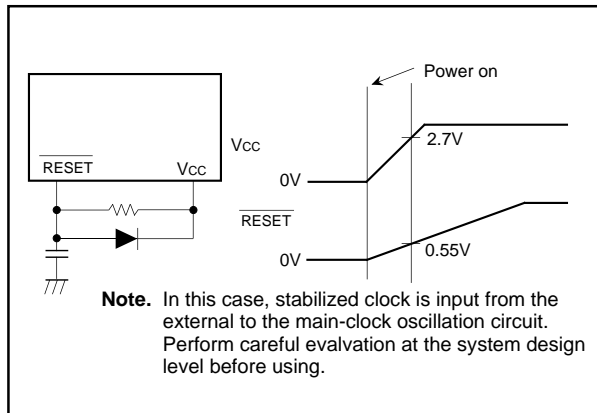 Power on
VCC
2.7V
RESET
VCC
0V
RESET
0.55V
0V
Note. In this case, stabilized clock is input from the
external to the main-clock oscillation circuit.
Perform careful evalvation at the system design
level before using.